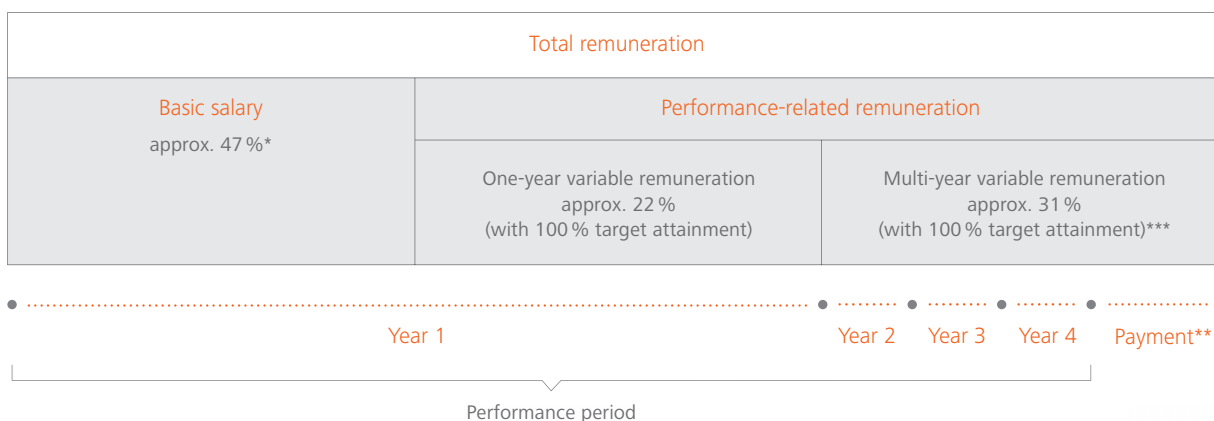 Total remuneration
Basic salary
approx. 47 %*
Performance-related remuneration
One-year variable remuneration
approx. 22 %
(with 100 % target attainment)
Multi-year variable remuneration
approx. 31 %
(with 100 % target attainment)***
Year 1
Year 2
Year 3
Year 4
Payment**
Performance period